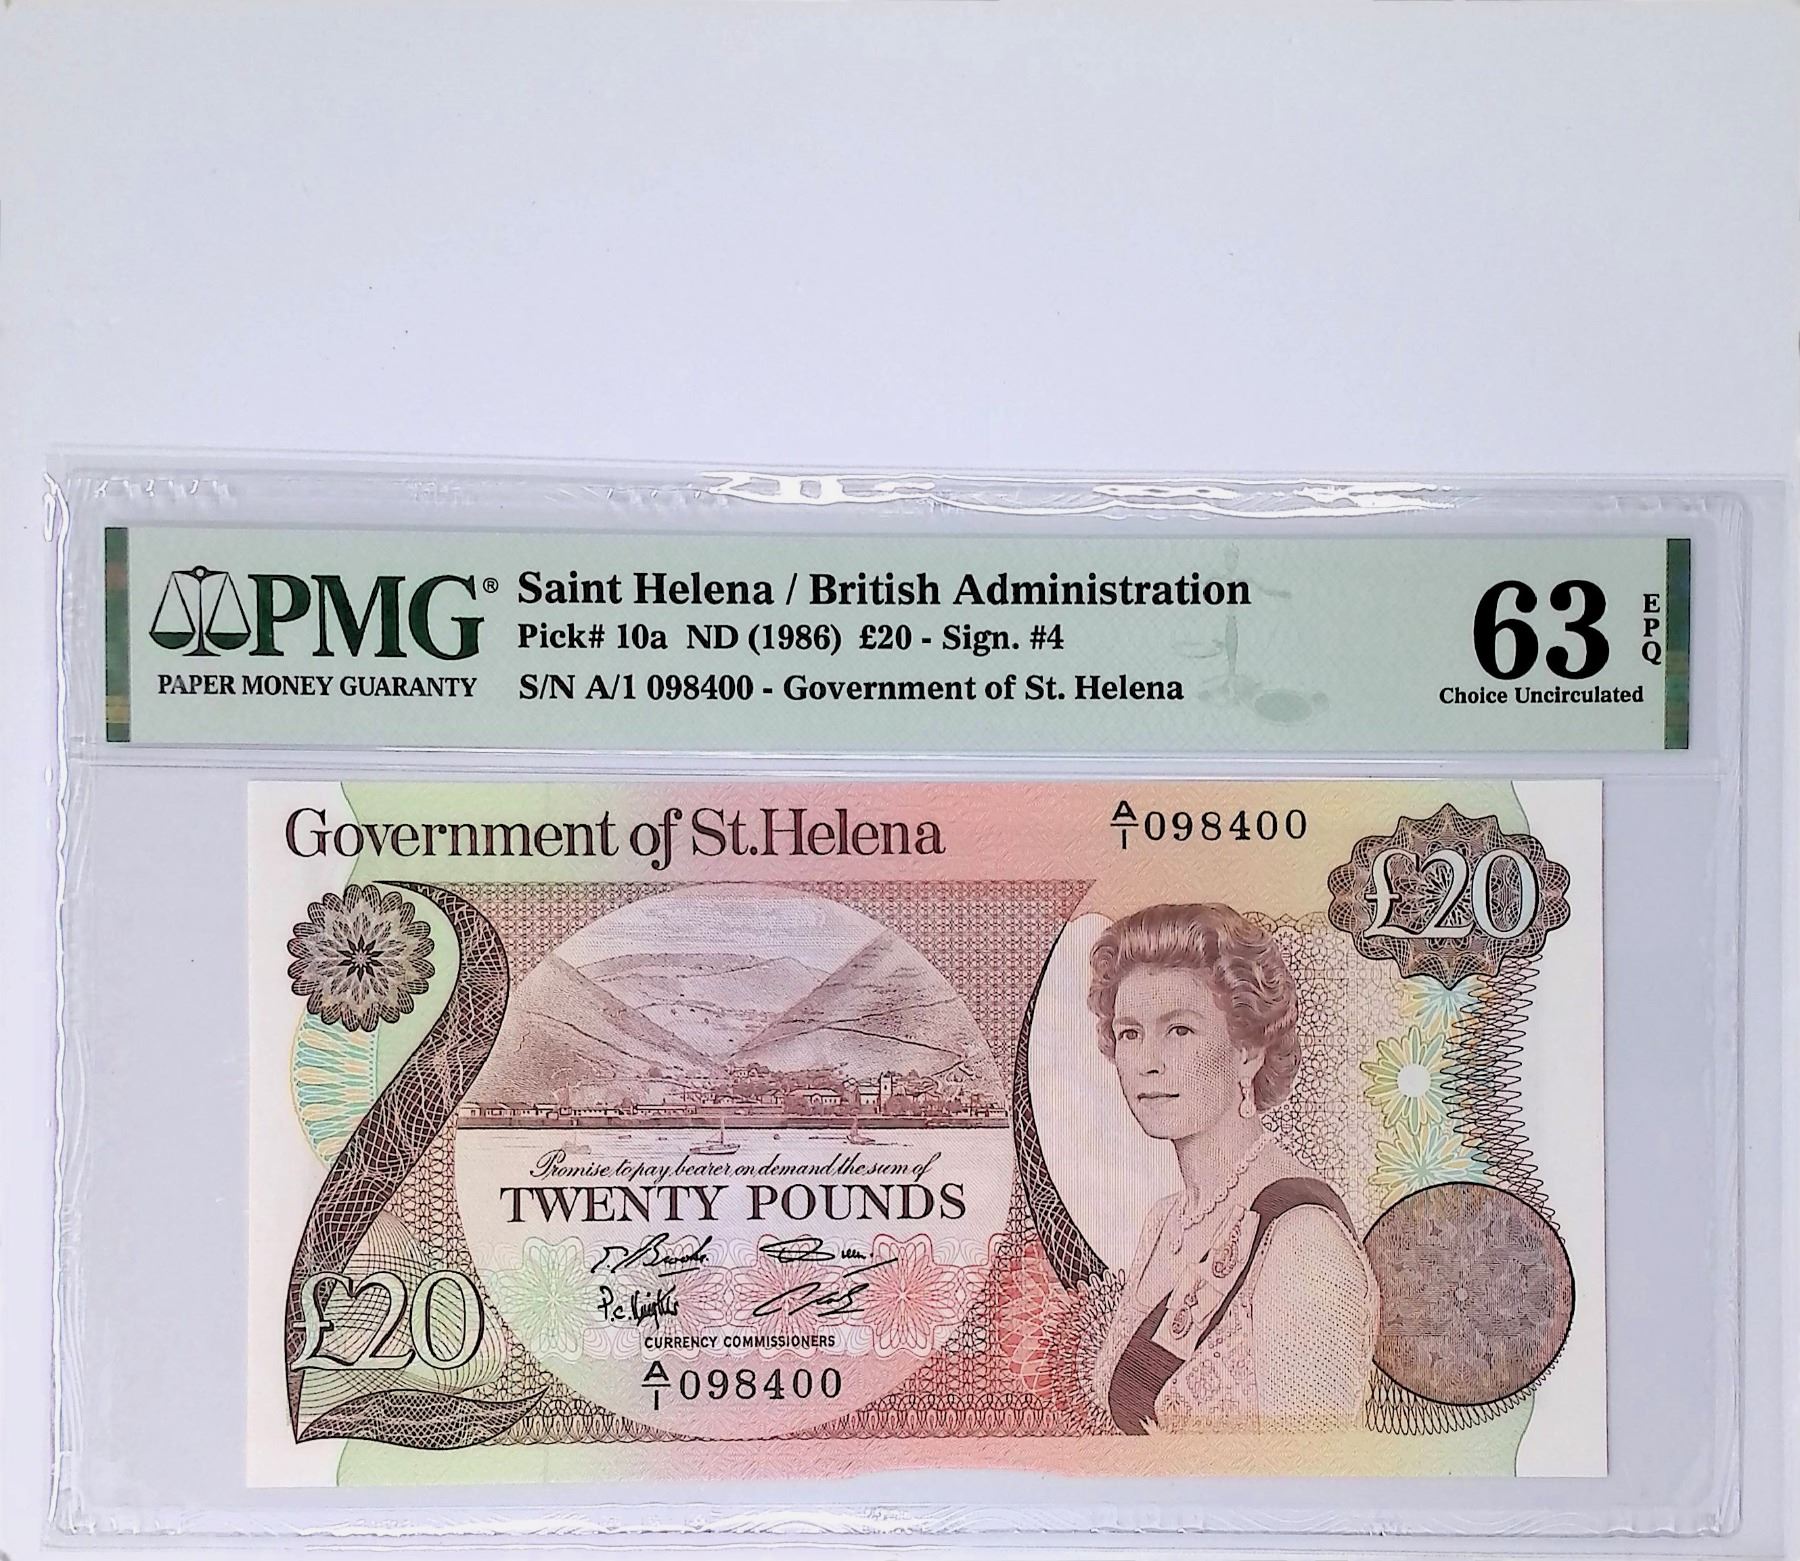 PMG®
PAPER MONEY GUARANTY
Saint Helena / British Administration
Pick# 10a ND (1986) £20 - Sign. #4
S/N A/1 098400 - Government of St. Helena
63
EPQ
Choice Uncirculated
Government of St.Helena
A/1 098400
£20
Promise to pay bearer on demand the sum of
TWENTY POUNDS
£20
CURRENCY COMMISSIONERS
A/1 098400